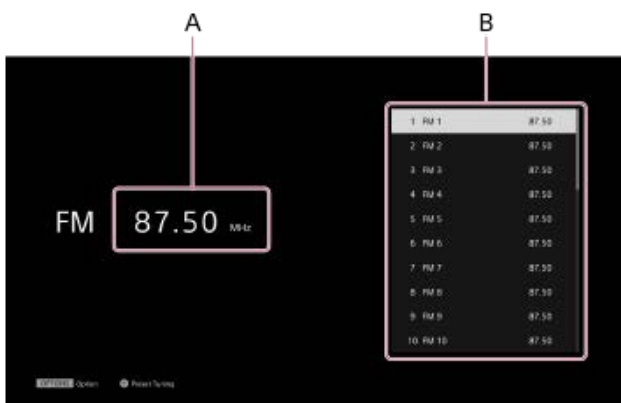 A
B
FM 87.50 MHz
1 FM 1 87.50
2 FM 2 87.50
3 FM 3 87.50
4 FM 4 87.50
5 FM 5 87.50
6 FM 6 87.50
7 FM 7 87.50
8 FM 8 87.50
9 FM 9 87.50
10 FM 10 87.50
OPTIONS Option
Preset Tuning